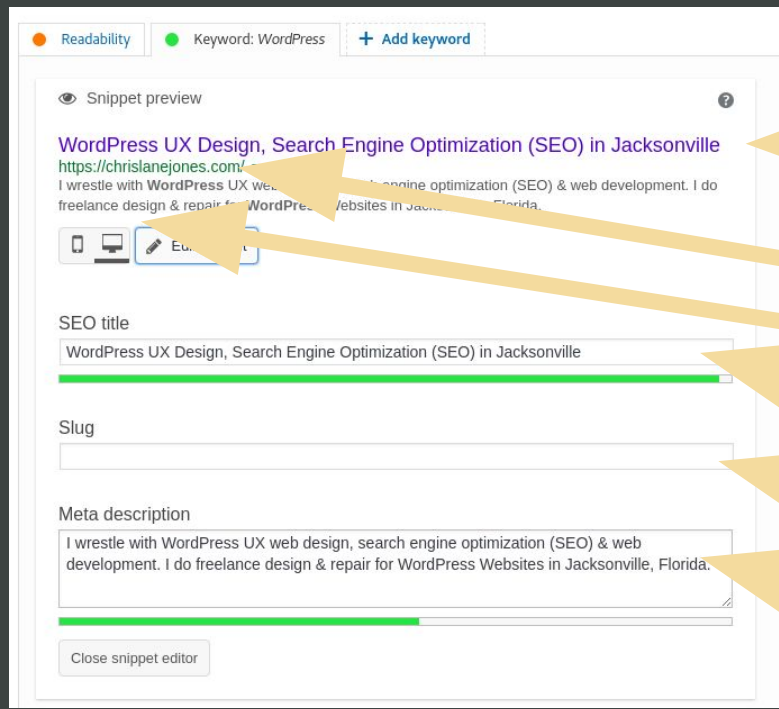 Readability
Keyword: WordPress
+ Add keyword
Snippet preview
?
WordPress UX Design, Search Engine Optimization (SEO) in Jacksonville
https://chrislanejones.com/
I wrestle with WordPress UX engine optimization (SEO) & web development. I do
freelance design & repair for WordPress Websites in Florida.
SEO title
WordPress UX Design, Search Engine Optimization (SEO) in Jacksonville
Slug
Meta description
I wrestle with WordPress UX web design, search engine optimization (SEO) & web
development. I do freelance design & repair for WordPress Websites in Jacksonville, Florida.
Close snippet editor